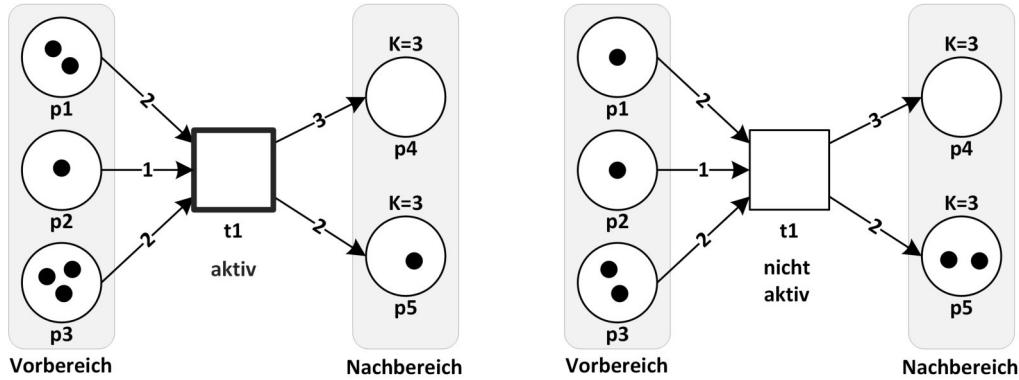 p1
2
K=3
3
p4
p2
1
t1
aktiv
K=3
2
p5
2
p3
Vorbereich
Nachbereich
p1
2
K=3
3
p4
p2
1
t1
nicht
aktiv
K=3
2
p5
2
p3
Vorbereich
Nachbereich